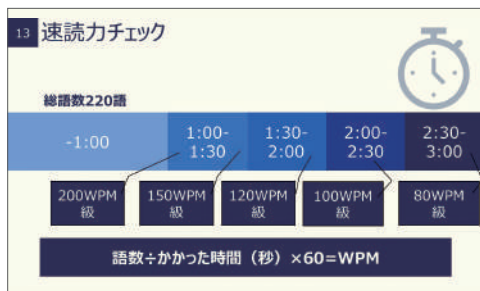 13 速読力チェック
総語数220語
-1:00
1:00-
1:30
1:30-
2:00
2:00-
2:30
2:30-
3:00
200WPM
級
150WPM
級
120WPM
級
100WPM
級
80WPM
級
語数÷かかった時間（秒）×60=WPM